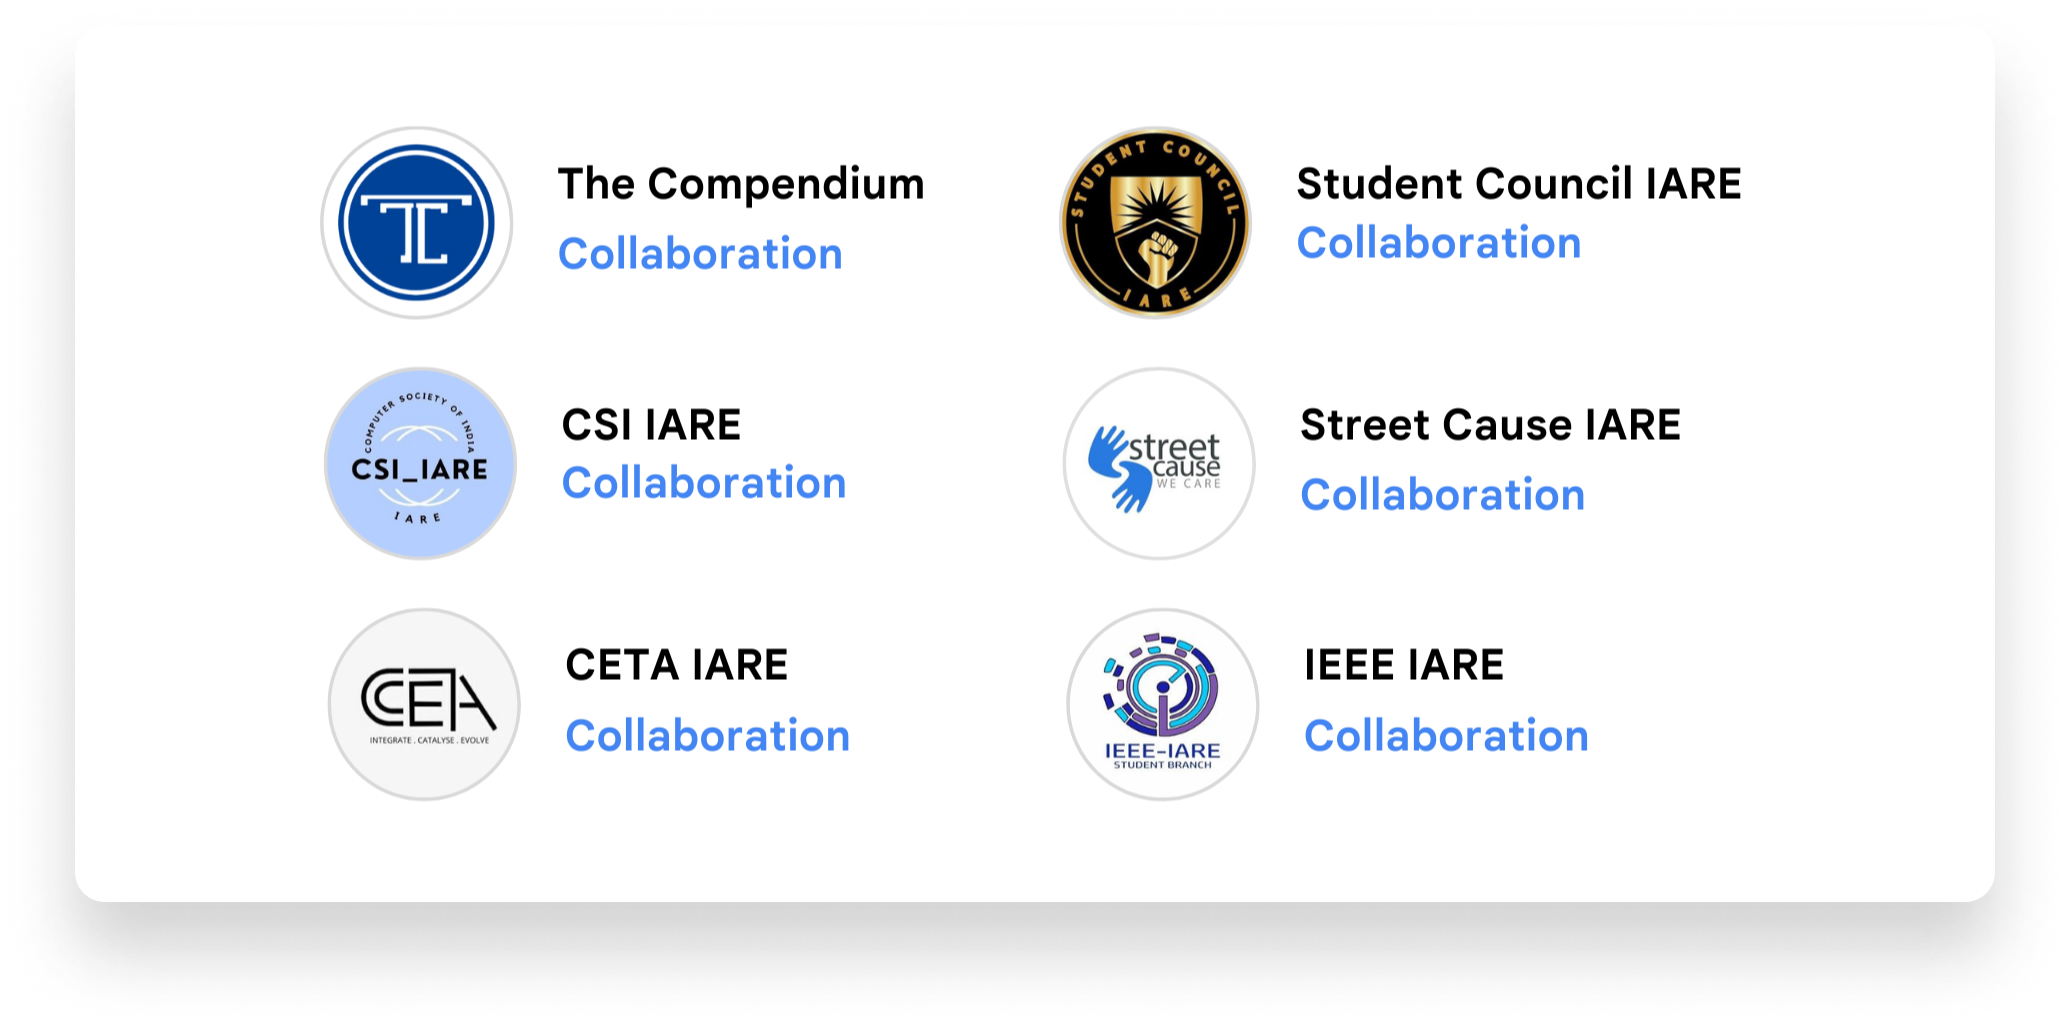 The Compendium
Collaboration
STUDENT COUNCIL
IARE
Student Council IARE
Collaboration
COMPUTER SOCIETY OF INDIA
CSI_IARE
IARE
CSI IARE
Collaboration
street
cause
WE CARE
Street Cause IARE
Collaboration
CETA
INTEGRATE . CATALYSE . EVOLVE
CETA IARE
Collaboration
IEEE-IARE
STUDENT BRANCH
IEEE IARE
Collaboration